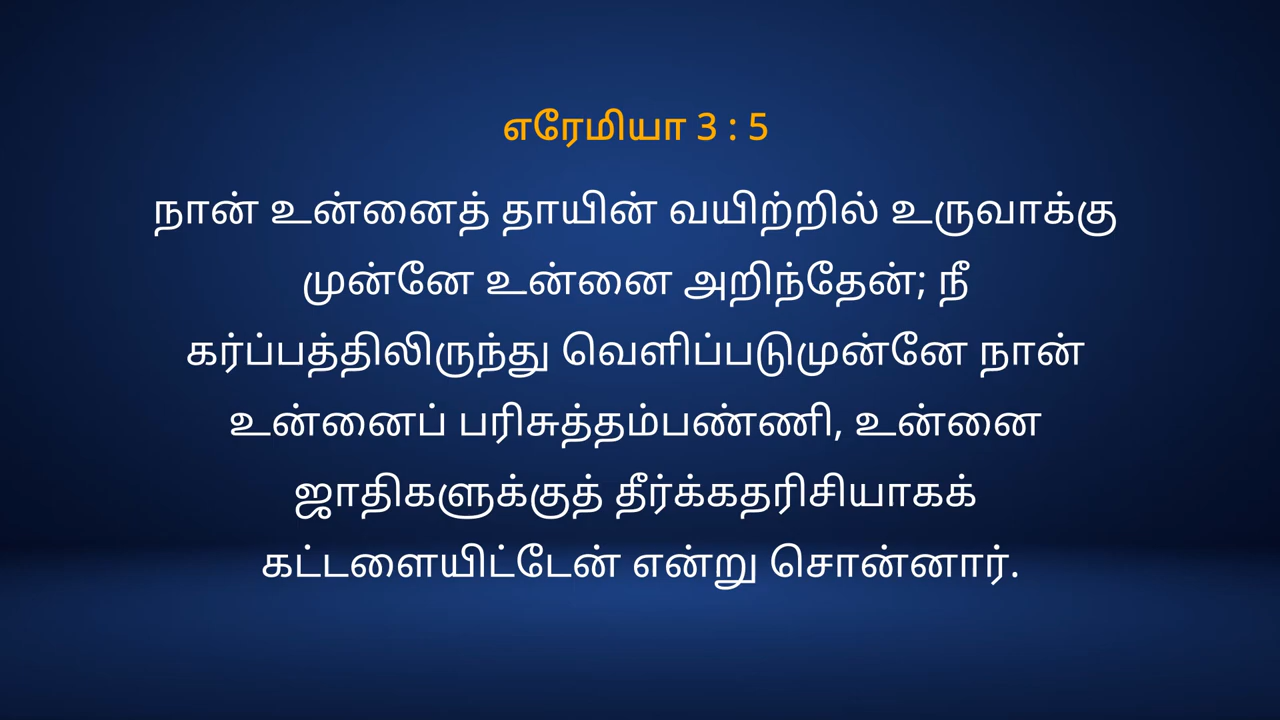 எரேமியா 3 : 5
நான் உன்னைத் தாயின் வயிற்றில் உருவாக்கு
முன்னே உன்னை அறிந்தேன்; நீ
கர்ப்பத்திலிருந்து வெளிப்படுமுன்னே நான்
உன்னைப் பரிசுத்தம்பண்ணி, உன்னை
ஜாதிகளுக்குத் தீர்க்கதரிசியாகக்
கட்டளையிட்டேன் என்று சொன்னார்.